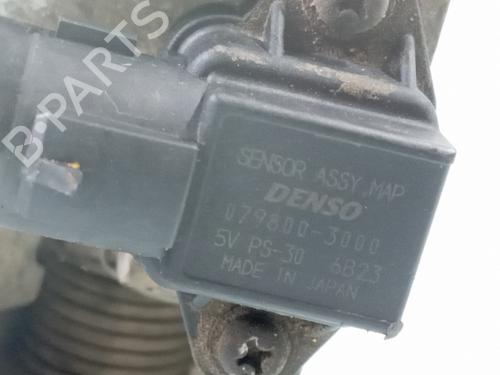 B-PARTS
SENSOR ASSY, MAP
DENSO
079800-3000
5V PS-30 6B23
MADE IN JAPAN